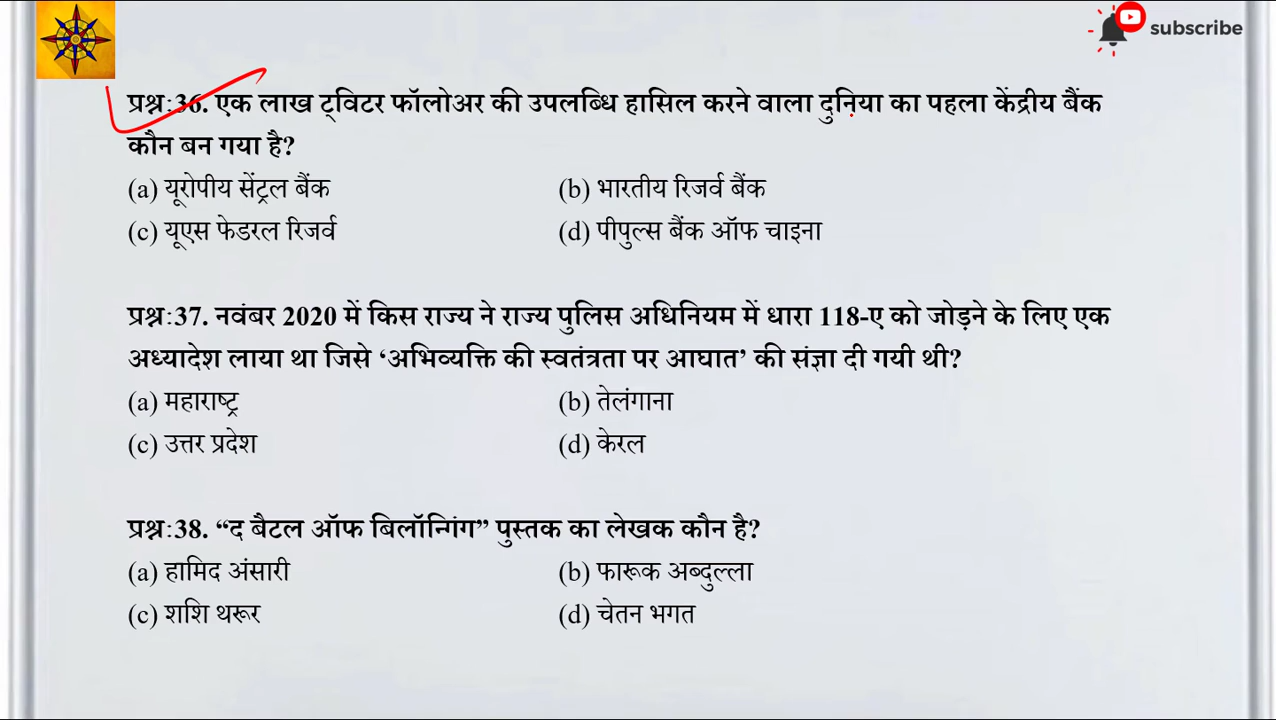 subscribe
प्रश्न:36. एक लाख ट्विटर फॉलोअर की उपलब्धि हासिल करने वाला दुनिया का पहला केंद्रीय बैंक
कौन बन गया है?
(a) यूरोपीय सेंट्रल बैंक (b) भारतीय रिजर्व बैंक
(c) यूएस फेडरल रिजर्व (d) पीपुल्स बैंक ऑफ चाइना
प्रश्न:37. नवंबर 2020 में किस राज्य ने राज्य पुलिस अधिनियम में धारा 118-ए को जोड़ने के लिए एक
अध्यादेश लाया था जिसे ‘अभिव्यक्ति की स्वतंत्रता पर आघात’ की संज्ञा दी गयी थी?
(a) महाराष्ट्र (b) तेलंगाना
(c) उत्तर प्रदेश (d) केरल
प्रश्न:38. “द बैटल ऑफ बिलॉन्गिंग” पुस्तक का लेखक कौन है?
(a) हामिद अंसारी (b) फारूक अब्दुल्ला
(c) शशि थरूर (d) चेतन भगत